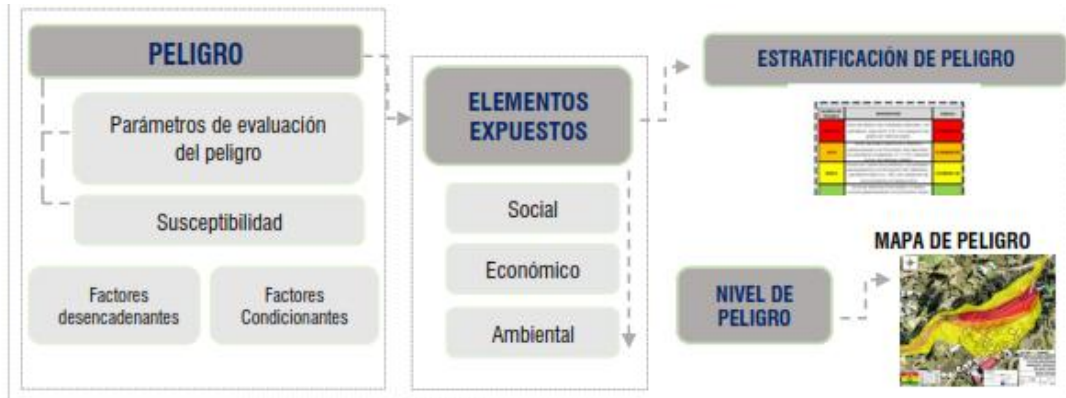 PELIGRO
Parámetros de evaluación
del peligro
Susceptibilidad
Factores
desencadenantes
Factores
Condicionantes
ELEMENTOS
EXPUESTOS
Social
Económico
Ambiental
ESTRATIFICACIÓN DE PELIGRO
MAPA DE PELIGRO
NIVEL DE
PELIGRO